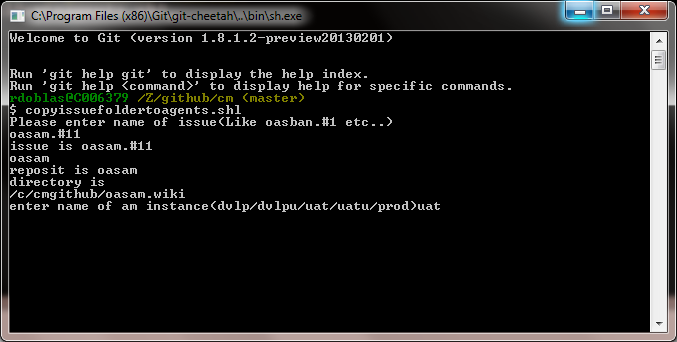 C:\Program Files (x86)\Git\git-cheetah\..\bin\sh.exe
Welcome to Git (version 1.8.1.2-preview20130201)
Run 'git help git' to display the help index.
Run 'git help <command>' to display help for specific commands.
rdoblas@C006379 /Z/github/cm (master)
$ copyissuefoldertoagents.shl
Please enter name of issue(Like oasban.#1 etc..)
oasam.#11
issue is oasam.#11
oasam
reposit is oasam
directory is
/c/cmgithub/oasam.wiki
enter name of am instance(dvlp/dvlpu/uat/uatu/prod)uat